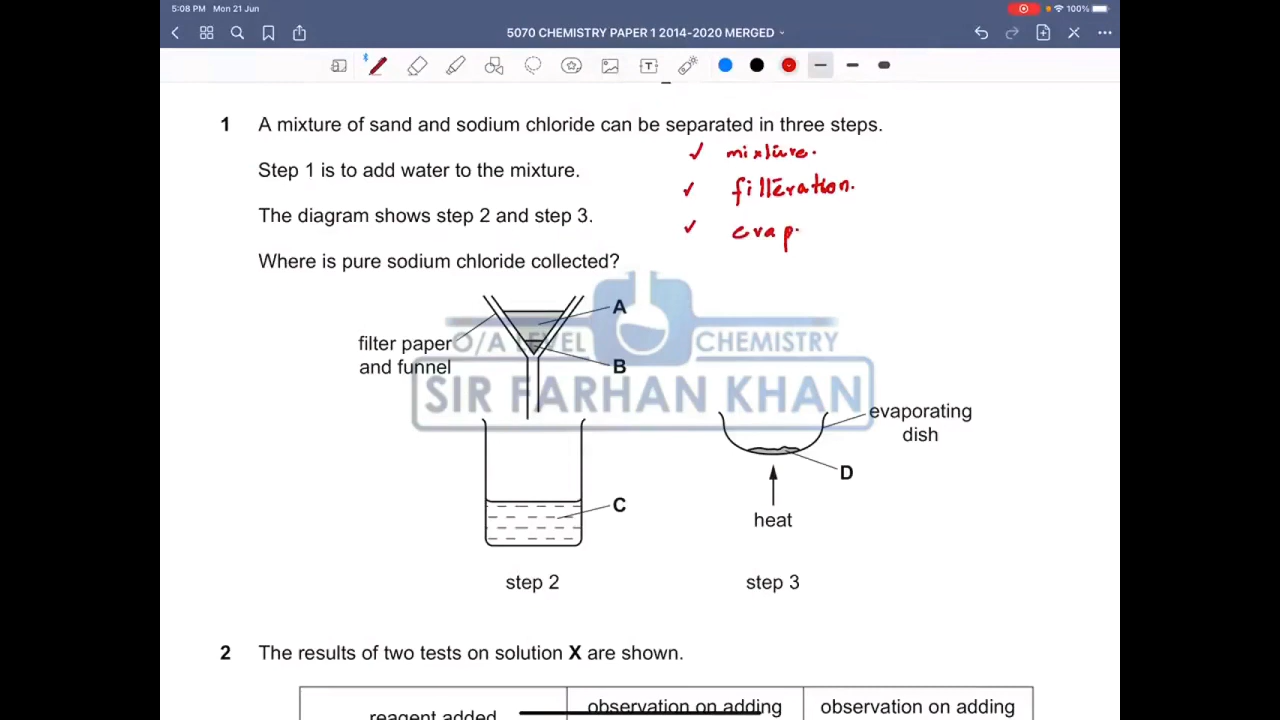 5:08 PM Mon 21 Jun
100%
5070 CHEMISTRY PAPER 1 2014-2020 MERGED
1 A mixture of sand and sodium chloride can be separated in three steps.
✓ mixture.
Step 1 is to add water to the mixture.
✓ filteration.
The diagram shows step 2 and step 3.
✓ evap.
Where is pure sodium chloride collected?
A
filter paper
and funnel
B
O/A LEVEL CHEMISTRY
SIR FARHAN KHAN
evaporating
dish
D
C
heat
step 2
step 3
2 The results of two tests on solution X are shown.
reagent added
observation on adding
observation on adding